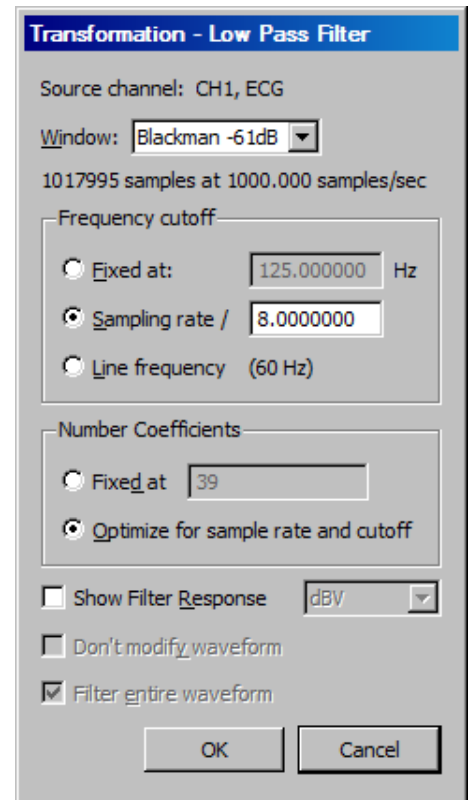 Transformation - Low Pass Filter
Source channel: CH1, ECG
Window: Blackman -61dB
1017995 samples at 1000.000 samples/sec
Frequency cutoff
Fixed at: 125.000000 Hz
Sampling rate / 8.0000000
Line frequency (60 Hz)
Number Coefficients
Fixed at 39
Optimize for sample rate and cutoff
Show Filter Response dBV
Don't modify waveform
Filter entire waveform
OK Cancel